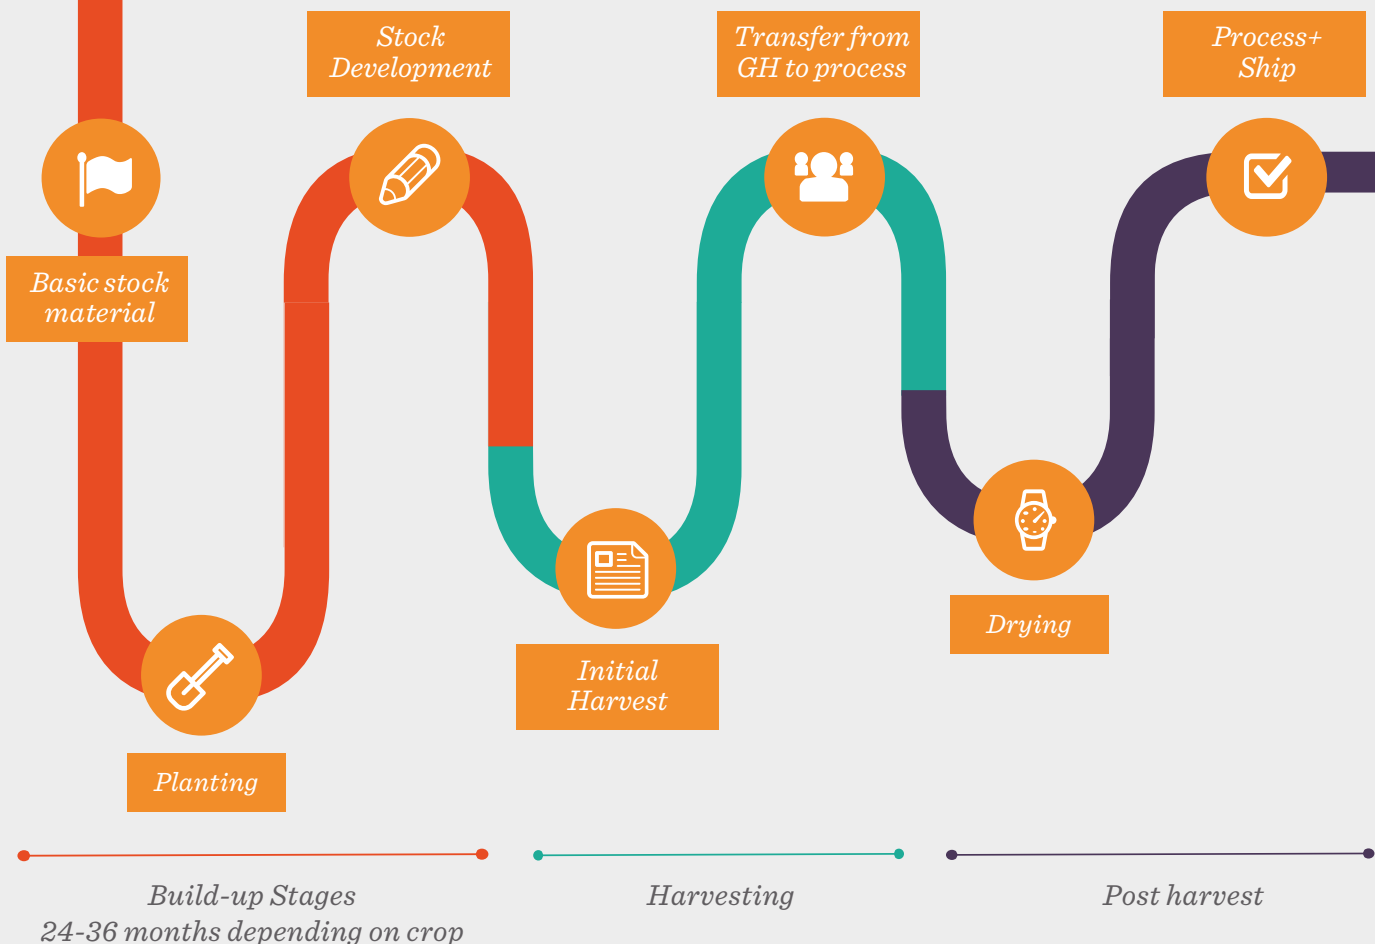 Stock
Development
Transfer from
GH to process
Process+
Ship
Basic stock
material
Initial
Harvest
Drying
Planting
Build-up Stages
24-36 months depending on crop
Harvesting
Post harvest